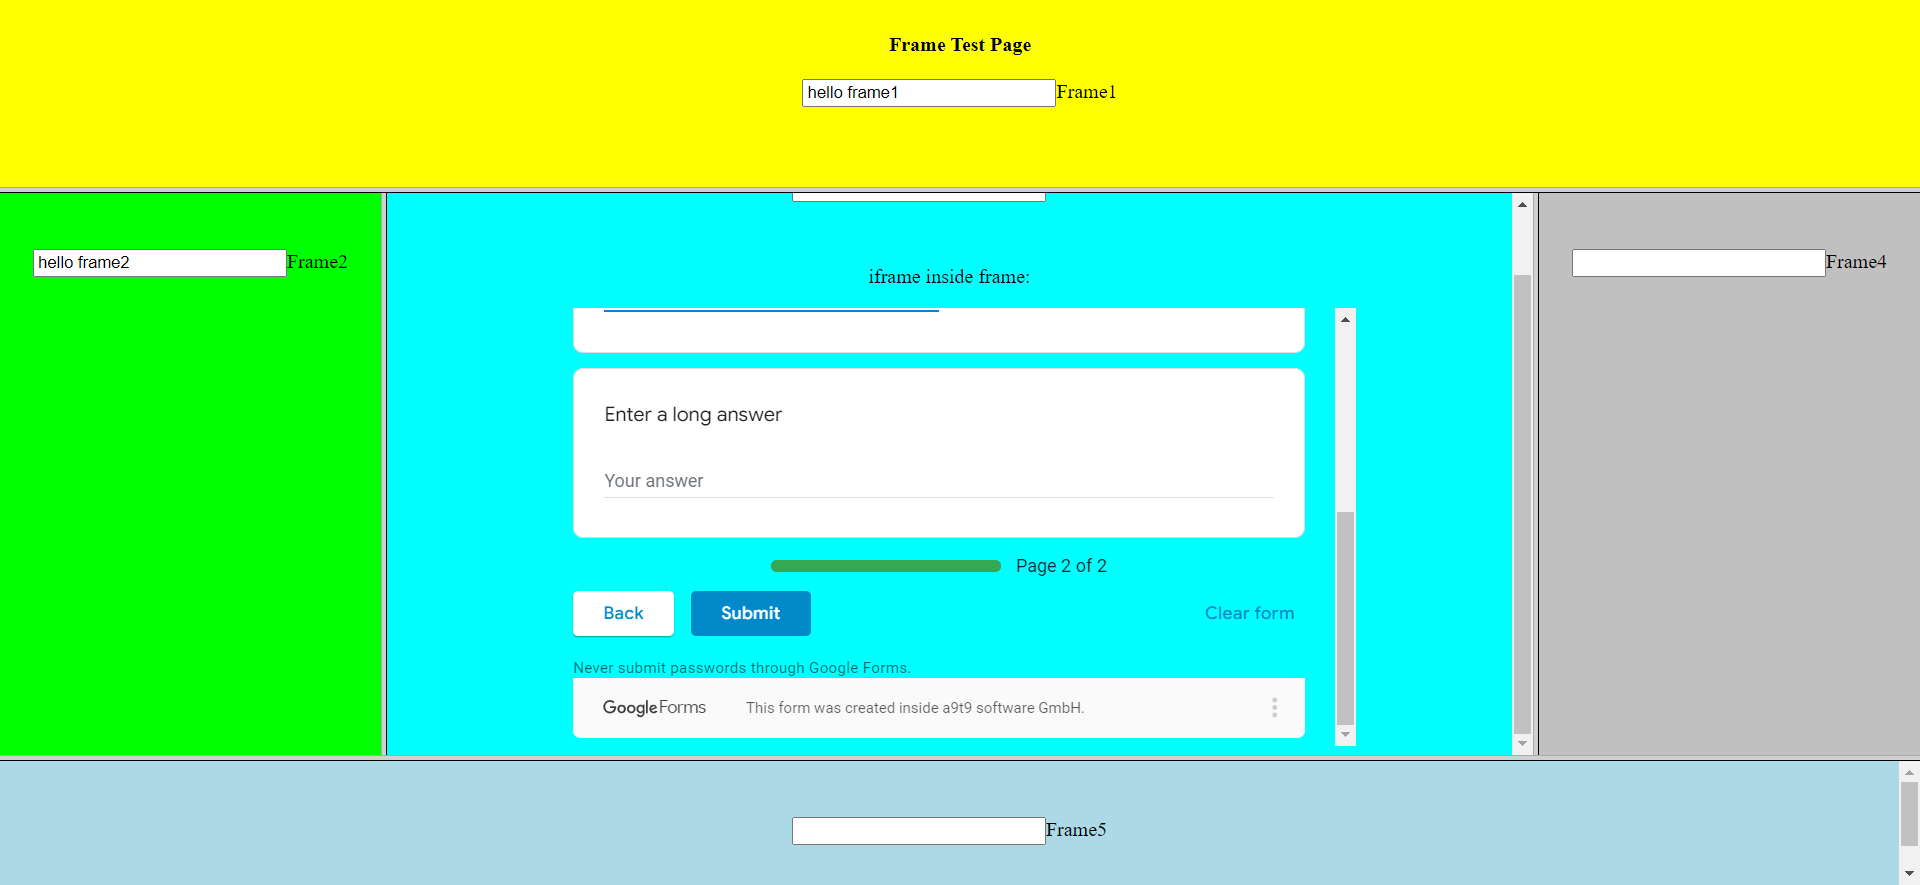 Frame Test Page
hello frame1 Frame1
hello frame2 Frame2
iframe inside frame:
Enter a long answer
Your answer
Page 2 of 2
Back Submit Clear form
Never submit passwords through Google Forms.
Google Forms This form was created inside a9t9 software GmbH.
Frame4
Frame5